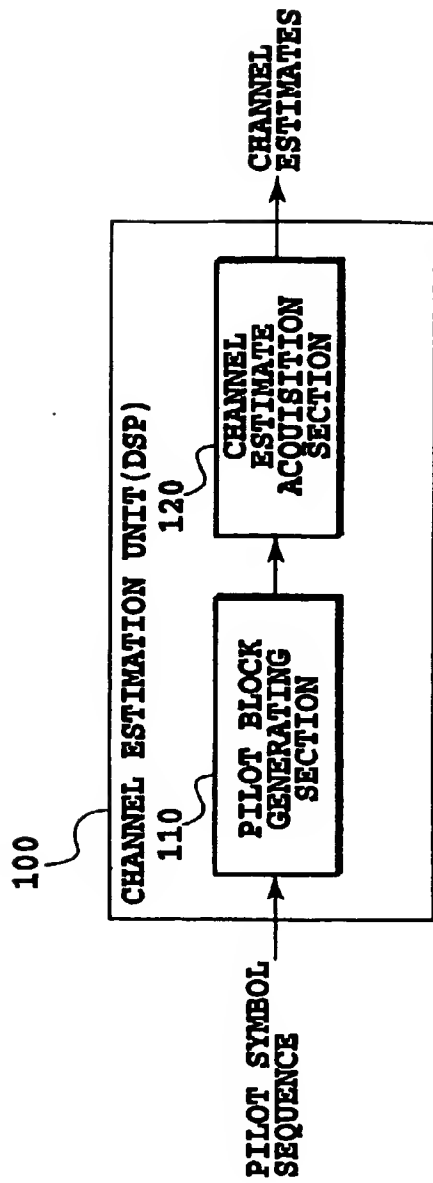 100
CHANNEL ESTIMATION UNIT(DSP)
PILOT SYMBOL
SEQUENCE
110
PILOT BLOCK
GENERATING
SECTION
120
CHANNEL
ESTIMATE
ACQUISITION
SECTION
CHANNEL
ESTIMATES